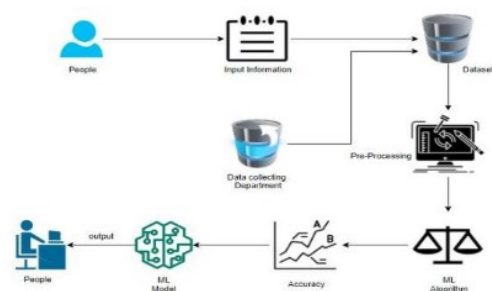 People
Input Information
Dataset
Data collecting
Department
Pre-Processing
A
B
output
People
ML
Model
Accuracy
ML
Algorithm